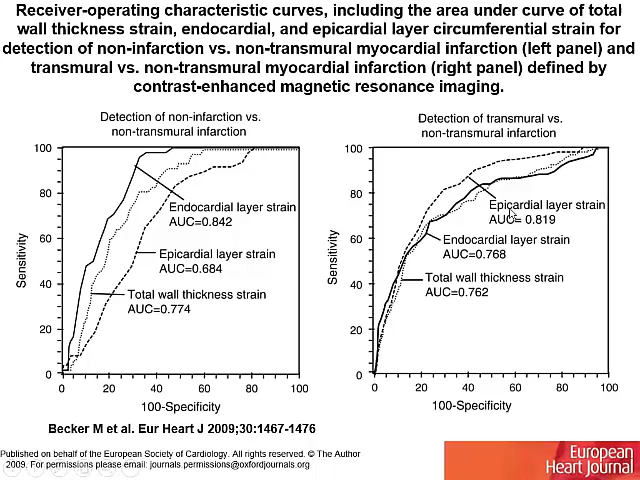 Receiver-operating characteristic curves, including the area under curve of total
wall thickness strain, endocardial, and epicardial layer circumferential strain for
detection of non-infarction vs. non-transmural myocardial infarction (left panel) and
transmural vs. non-transmural myocardial infarction (right panel) defined by
contrast-enhanced magnetic resonance imaging.
Detection of non-infarction vs.
non-transmural infarction
100
80
60
40
20
0
Sensitivity
Endocardial layer strain
AUC=0.842
Epicardial layer strain
AUC=0.684
Total wall thickness strain
AUC=0.774
0 20 40 60 80 100
100-Specificity
Detection of transmural vs.
non-transmural infarction
100
80
60
40
20
0
Sensitivity
Epicardial layer strain
AUC= 0.819
Endocardial layer strain
AUC=0.768
Total wall thickness strain
AUC=0.762
0 20 40 60 80 100
100-Specificity
Becker M et al. Eur Heart J 2009;30:1467-1476
Published on behalf of the European Society of Cardiology. All rights reserved. © The Author
2009. For permissions please email: journals.permissions@oxfordjournals.org
European
Heart Journal